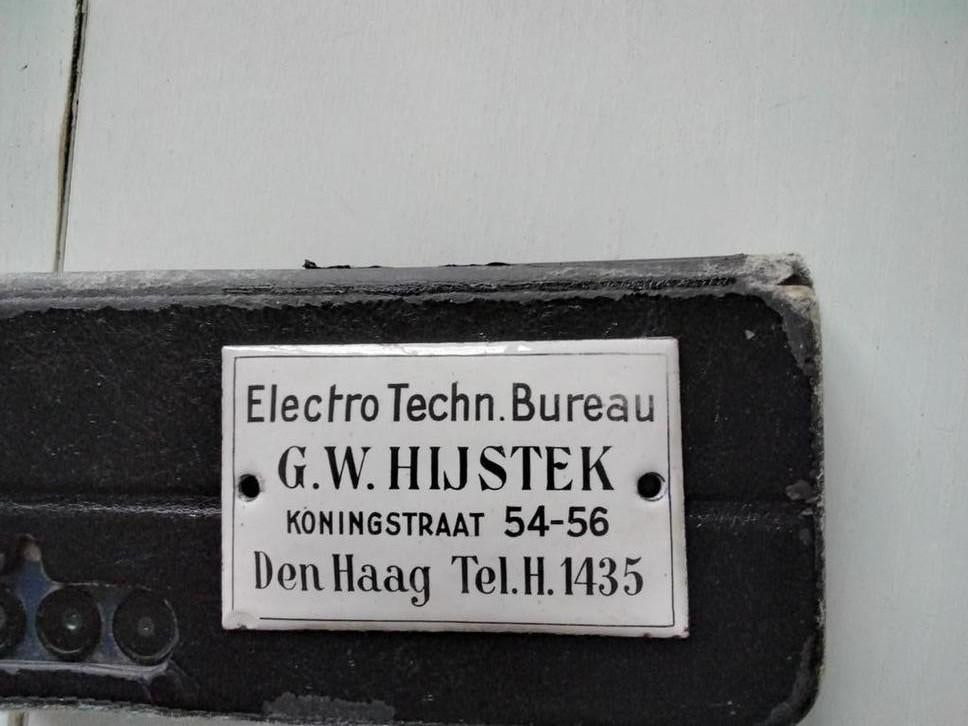 Electro Techn. Bureau
G.W. HIJSTEK
KONINGSTRAAT 54-56
Den Haag Tel.H.1435